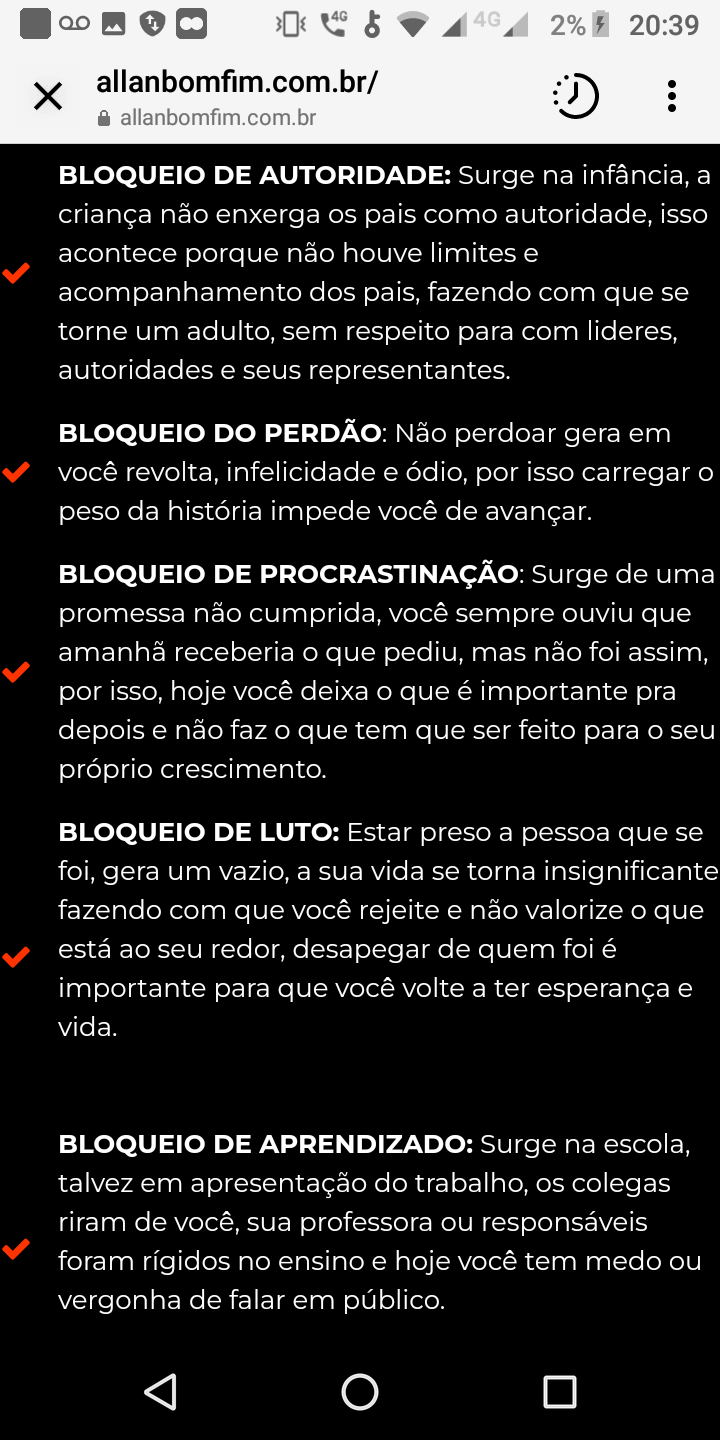 4G 4G 2% 20:39
allanbomfim.com.br/
allanbomfim.com.br
BLOQUEIO DE AUTORIDADE: Surge na infância, a
criança não enxerga os pais como autoridade, isso
acontece porque não houve limites e
acompanhamento dos pais, fazendo com que se
torne um adulto, sem respeito para com lideres,
autoridades e seus representantes.
BLOQUEIO DO PERDÃO: Não perdoar gera em
você revolta, infelicidade e ódio, por isso carregar o
peso da história impede você de avançar.
BLOQUEIO DE PROCRASTINAÇÃO: Surge de uma
promessa não cumprida, você sempre ouviu que
amanhã receberia o que pediu, mas não foi assim,
por isso, hoje você deixa o que é importante pra
depois e não faz o que tem que ser feito para o seu
próprio crescimento.
BLOQUEIO DE LUTO: Estar preso a pessoa que se
foi, gera um vazio, a sua vida se torna insignificante
fazendo com que você rejeite e não valorize o que
está ao seu redor, desapegar de quem foi é
importante para que você volte a ter esperança e
vida.
BLOQUEIO DE APRENDIZADO: Surge na escola,
talvez em apresentação do trabalho, os colegas
riram de você, sua professora ou responsáveis
foram rígidos no ensino e hoje você tem medo ou
vergonha de falar em público.